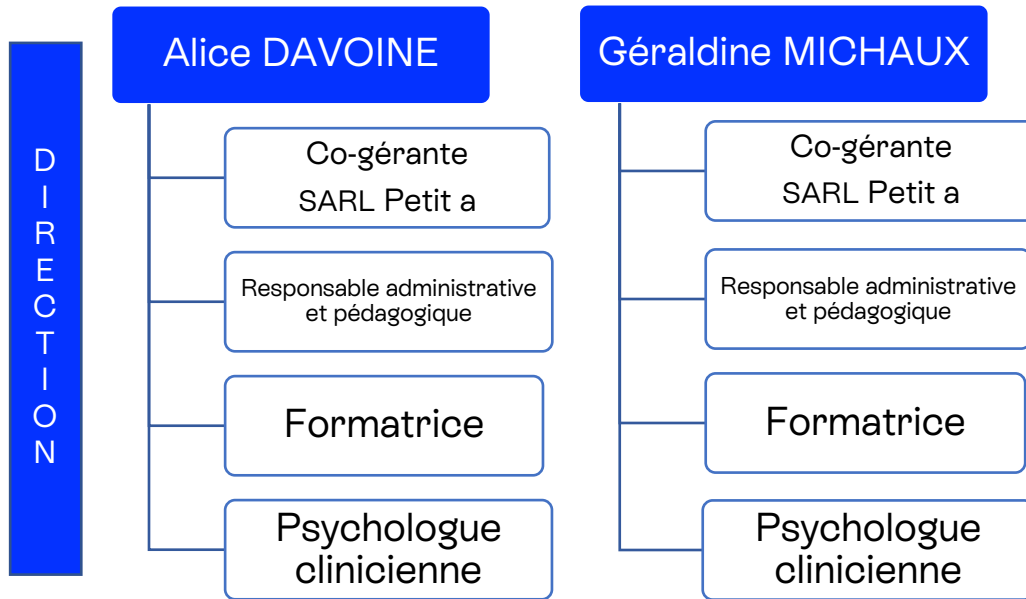 DIRECTION
Alice DAVOINE
Co-gérante
SARL Petit a
Responsable administrative
et pédagogique
Formatrice
Psychologue
clinicienne
Géraldine MICHAUX
Co-gérante
SARL Petit a
Responsable administrative
et pédagogique
Formatrice
Psychologue
clinicienne